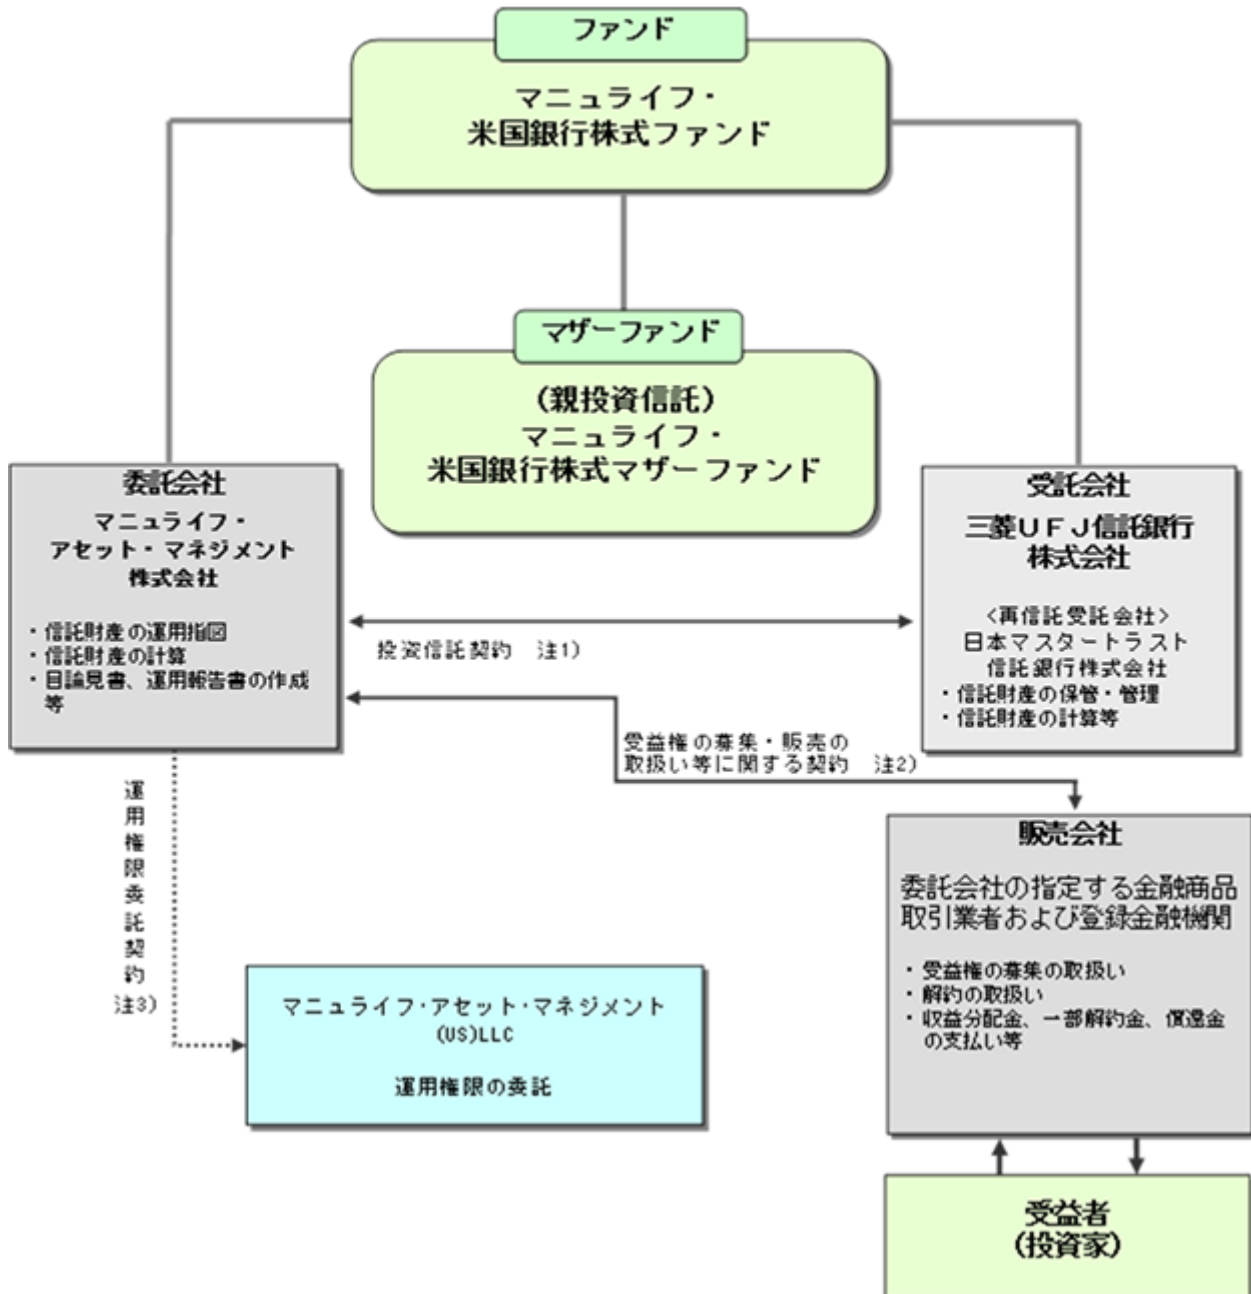 ファンド
マニュライフ・
米国銀行株式ファンド
マザーファンド
(親投資信託)
マニュライフ・
米国銀行株式マザーファンド
委託会社
マニュライフ・
アセット・マネジメント
株式会社
・信託財産の運用指図
・信託財産の計算
・目論見書、運用報告書の作成
等
受託会社
三菱UFJ信託銀行
株式会社
<再信託受託会社>
日本マスタートラスト
信託銀行株式会社
・信託財産の保管・管理
・信託財産の計算等
投資信託契約 注1)
受益権の募集・販売の
取扱い等に関する契約 注2)
運用権限委託契約
注3)
マニュライフ・アセット・マネジメント
(US)LLC
運用権限の委託
販売会社
委託会社の指定する金融商品
取引業者および登録金融機関
・受益権の募集の取扱い
・解約の取扱い
・収益分配金、一部解約金、償還金
の支払い等
受益者
(投資家)